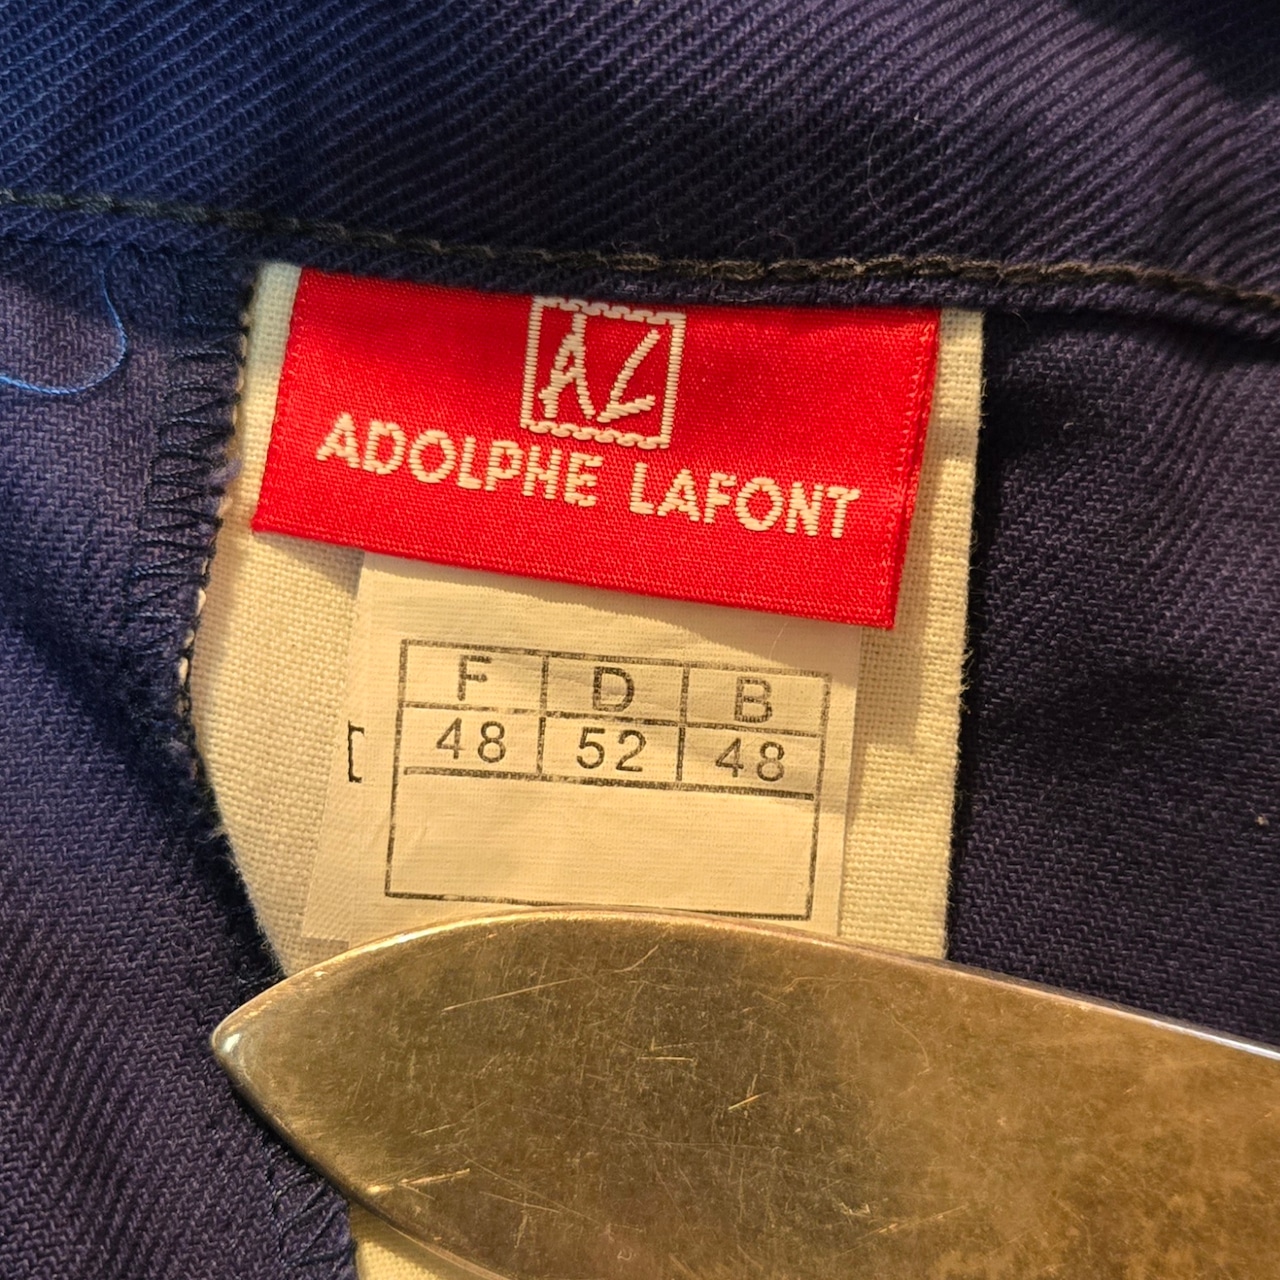 AL
ADOLPHE LAFONT
F D B
48 52 48